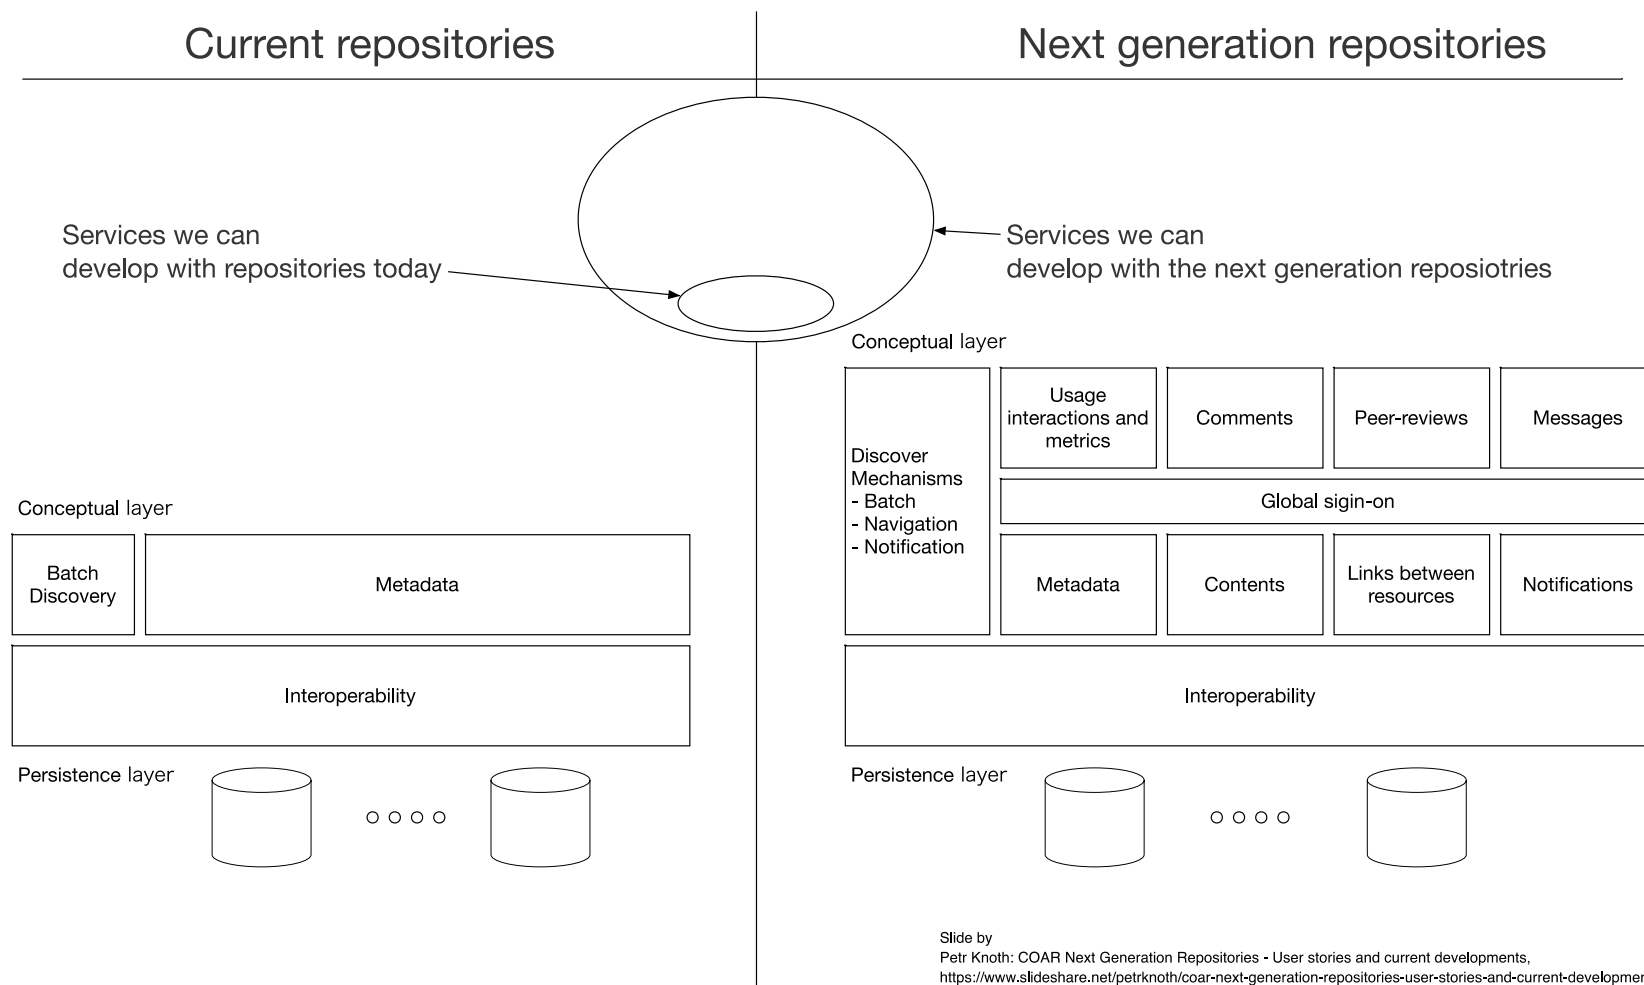 Current repositories
Next generation repositories
Services we can
develop with repositories today
Services we can
develop with the next generation reposiotries
Conceptual layer
Batch
Discovery
Metadata
Interoperability
Persistence layer
Conceptual layer
Discover
Mechanisms
- Batch
- Navigation
- Notification
Usage
interactions and
metrics
Comments
Peer-reviews
Messages
Global sigin-on
Metadata
Contents
Links between
resources
Notifications
Interoperability
Persistence layer
Slide by
Petr Knoth: COAR Next Generation Repositories - User stories and current developments,
https://www.slideshare.net/petrknoth/coar-next-generation-repositories-user-stories-and-current-developmen